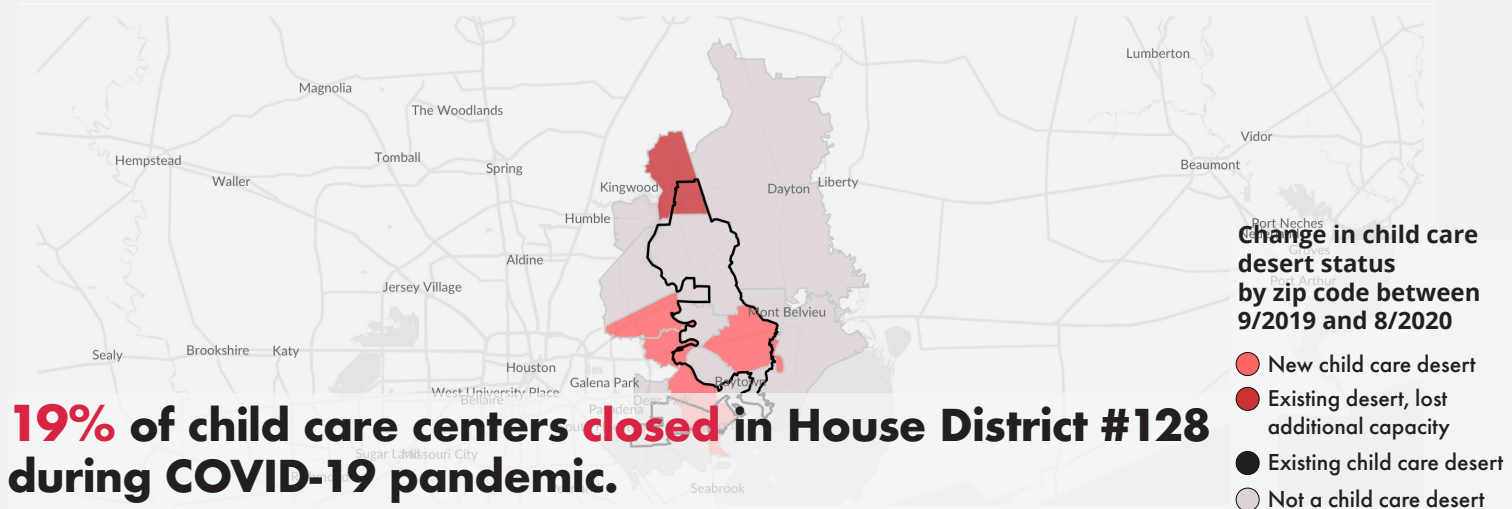 Lumberton
Magnolia
The Woodlands
Vidor
Hempstead
Tomball
Beaumont
Spring
Waller
Kingwood
Dayton
Liberty
Humble
Port Neches
Groves
Aldine
Port Arthur
Jersey Village
Mont Belvieu
Sealy
Brookshire
Katy
Houston
Galena Park
Baytown
West University Place
Bellaire
Deer Park
Pasadena
Sugar Land
Missouri City
Seabrook
19% of child care centers closed in House District #128
during COVID-19 pandemic.
Change in child care
desert status
by zip code between
9/2019 and 8/2020
New child care desert
Existing desert, lost
additional capacity
Existing child care desert
Not a child care desert